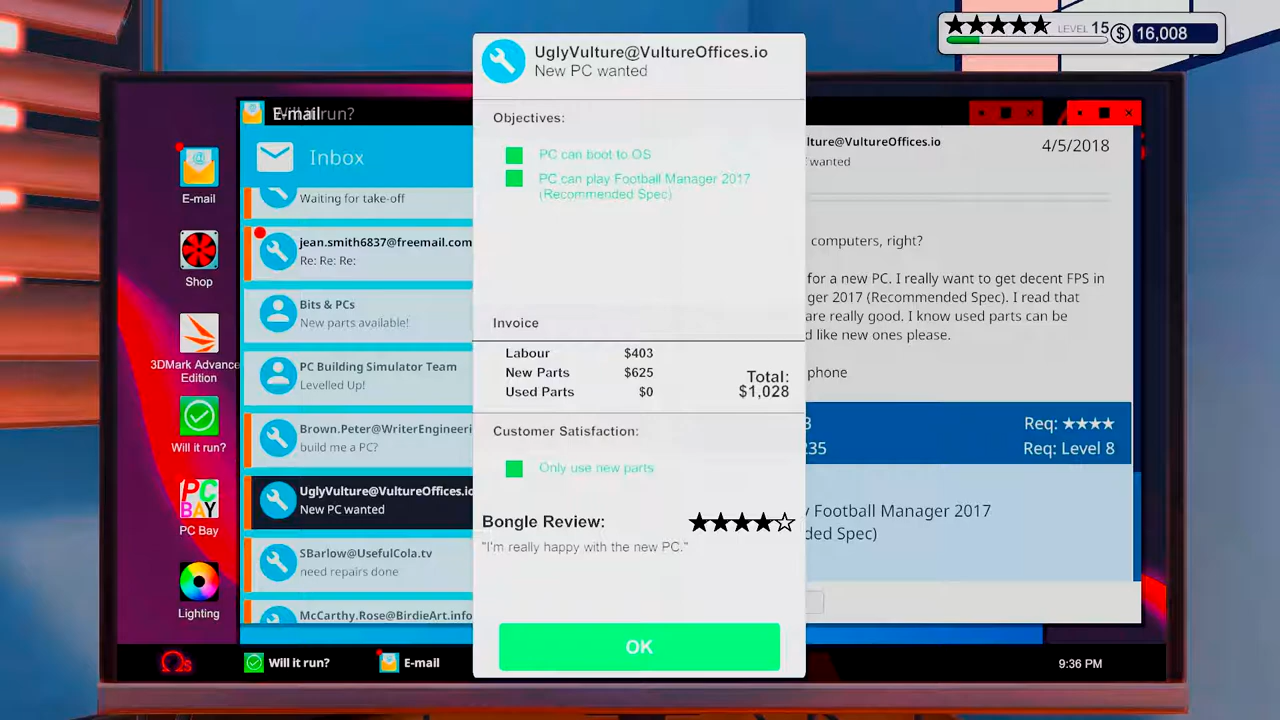 LEVEL 15
$ 16,008
UglyVulture@VultureOffices.io
New PC wanted
Objectives:
PC can boot to OS
PC can play Football Manager 2017
(Recommended Spec)
Invoice
Labour $403
New Parts $625
Used Parts $0
Total:
$1,028
Customer Satisfaction:
Only use new parts
Bongle Review:
"I'm really happy with the new PC."
OK
E-mail
run?
Inbox
Waiting for take-off
jean.smith6837@freemail.com
Re: Re: Re:
Bits & PCs
New parts available!
PC Building Simulator Team
Levelled Up!
Brown.Peter@WriterEngineeri
build me a PC?
UglyVulture@VultureOffices.io
New PC wanted
SBarlow@UsefulCola.tv
need repairs done
McCarthy.Rose@BirdieArt.info
E-mail
Shop
3DMark Advance
Edition
Will it run?
PC
BAY
PC Bay
Lighting
lture@VultureOffices.io
wanted
4/5/2018
computers, right?
for a new PC. I really want to get decent FPS in
ger 2017 (Recommended Spec). I read that
are really good. I know used parts can be
d like new ones please.
phone
3
Req: ★★★★
235
Req: Level 8
y Football Manager 2017
ded Spec)
Ωs
Will it run?
E-mail
9:36 PM